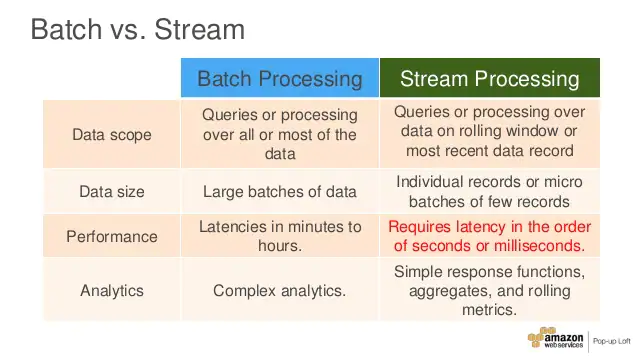 Batch vs. Stream
Batch Processing
Stream Processing
Data scope
Queries or processing
over all or most of the
data
Queries or processing over
data on rolling window or
most recent data record
Data size
Large batches of data
Individual records or micro
batches of few records
Performance
Latencies in minutes to
hours.
Requires latency in the order
of seconds or milliseconds.
Analytics
Complex analytics.
Simple response functions,
aggregates, and rolling
metrics.
amazon
web services
Pop-up Loft